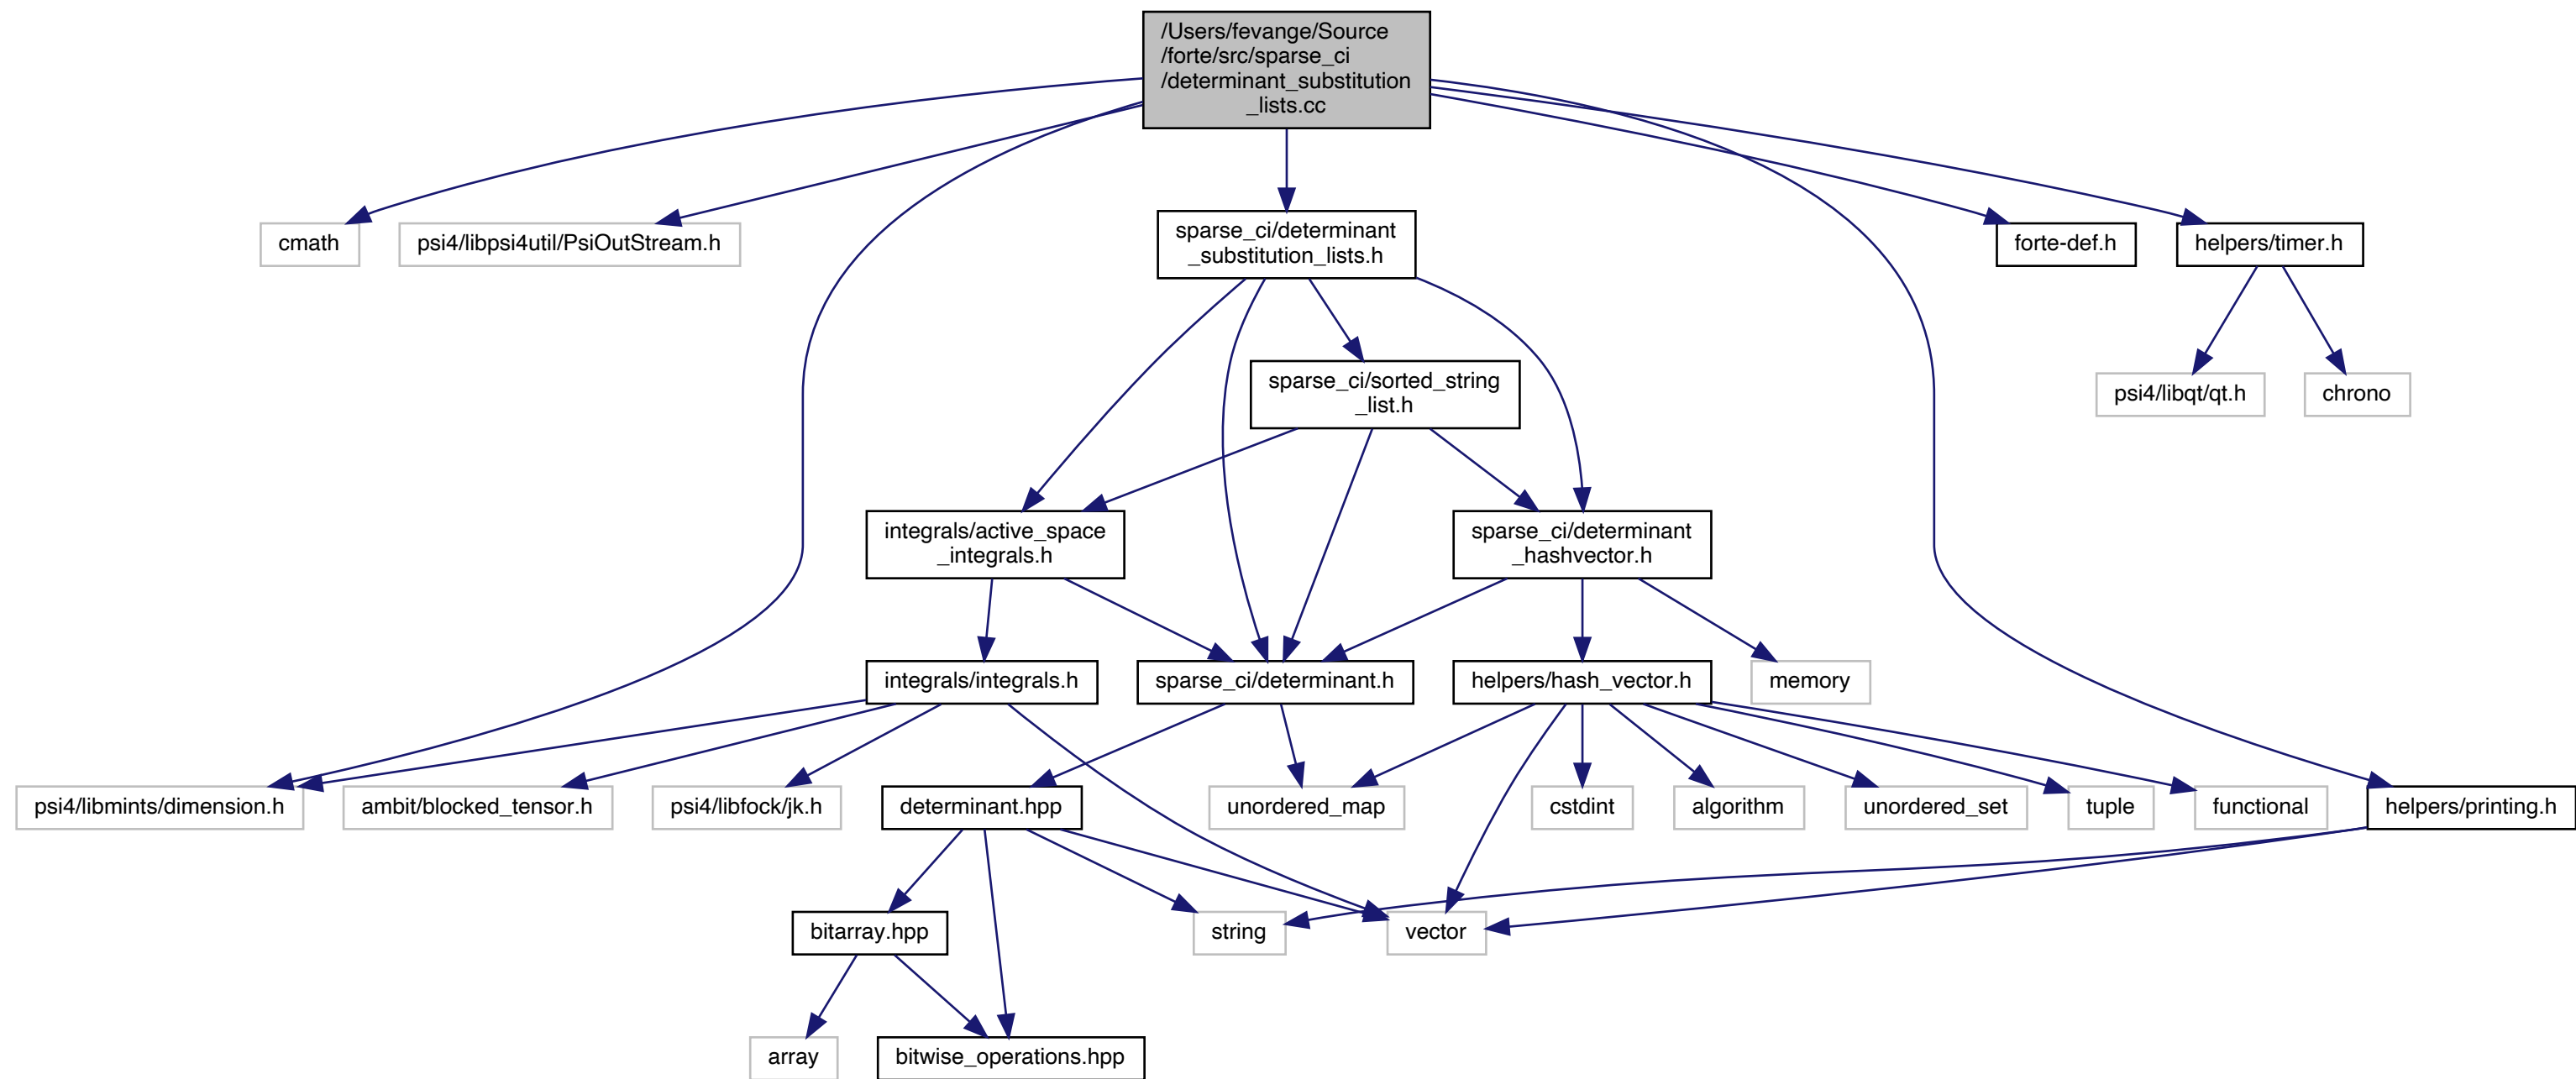 /Users/fevange/Source
/forte/src/sparse_ci
/determinant_substitution
_lists.cc
cmath
psi4/libpsi4util/PsiOutStream.h
sparse_ci/determinant
_substitution_lists.h
forte-def.h
helpers/timer.h
sparse_ci/sorted_string
_list.h
psi4/libqt/qt.h
chrono
integrals/active_space
_integrals.h
sparse_ci/determinant
_hashvector.h
integrals/integrals.h
sparse_ci/determinant.h
helpers/hash_vector.h
memory
psi4/libmints/dimension.h
ambit/blocked_tensor.h
psi4/libfock/jk.h
determinant.hpp
unordered_map
cstdint
algorithm
unordered_set
tuple
functional
helpers/printing.h
bitarray.hpp
string
vector
array
bitwise_operations.hpp